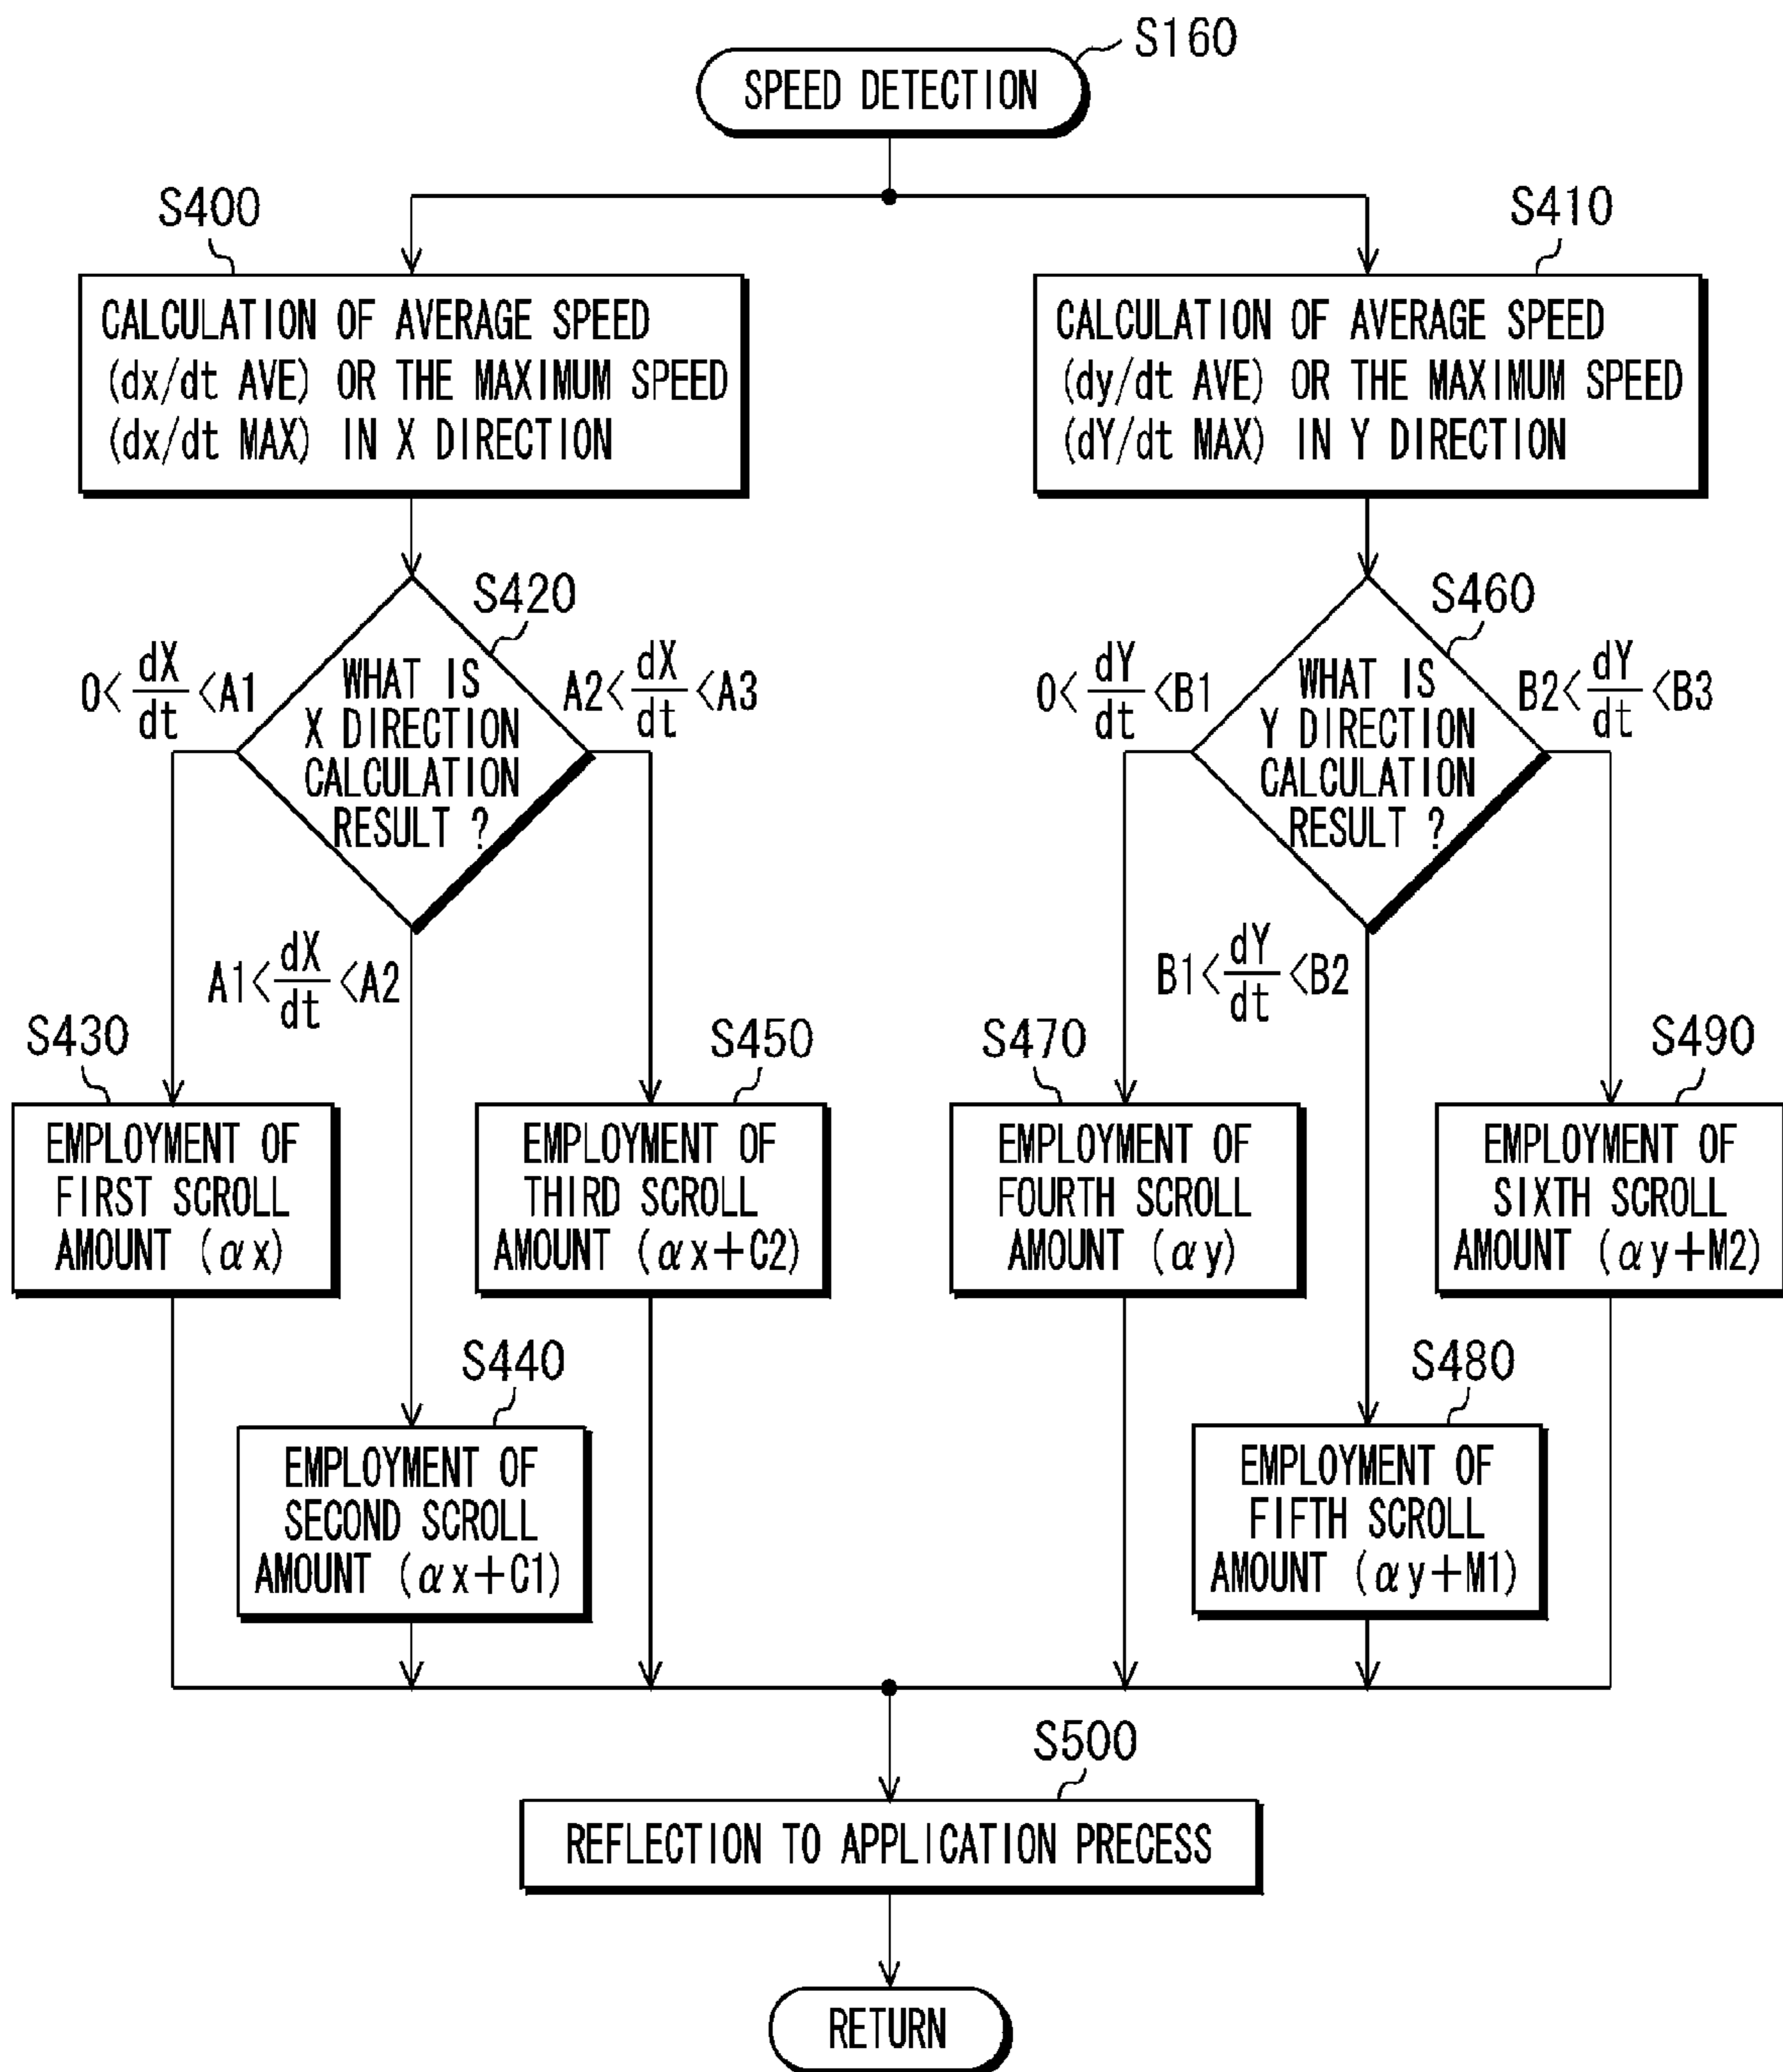 S160
SPEED DETECTION
S400
CALCULATION OF AVERAGE SPEED
(dx/dt AVE) OR THE MAXIMUM SPEED
(dx/dt MAX) IN X DIRECTION
S410
CALCULATION OF AVERAGE SPEED
(dy/dt AVE) OR THE MAXIMUM SPEED
(dY/dt MAX) IN Y DIRECTION
S420
WHAT IS
X DIRECTION
CALCULATION
RESULT ?
0< dX/dt <A1
A2< dX/dt <A3
A1< dX/dt <A2
S460
WHAT IS
Y DIRECTION
CALCULATION
RESULT ?
0< dY/dt <B1
B2< dY/dt <B3
B1< dY/dt <B2
S430
EMPLOYMENT OF
FIRST SCROLL
AMOUNT (αx)
S450
EMPLOYMENT OF
THIRD SCROLL
AMOUNT (αx+C2)
S470
EMPLOYMENT OF
FOURTH SCROLL
AMOUNT (αy)
S490
EMPLOYMENT OF
SIXTH SCROLL
AMOUNT (αy+M2)
S440
EMPLOYMENT OF
SECOND SCROLL
AMOUNT (αx+C1)
S480
EMPLOYMENT OF
FIFTH SCROLL
AMOUNT (αy+M1)
S500
REFLECTION TO APPLICATION PRECESS
RETURN